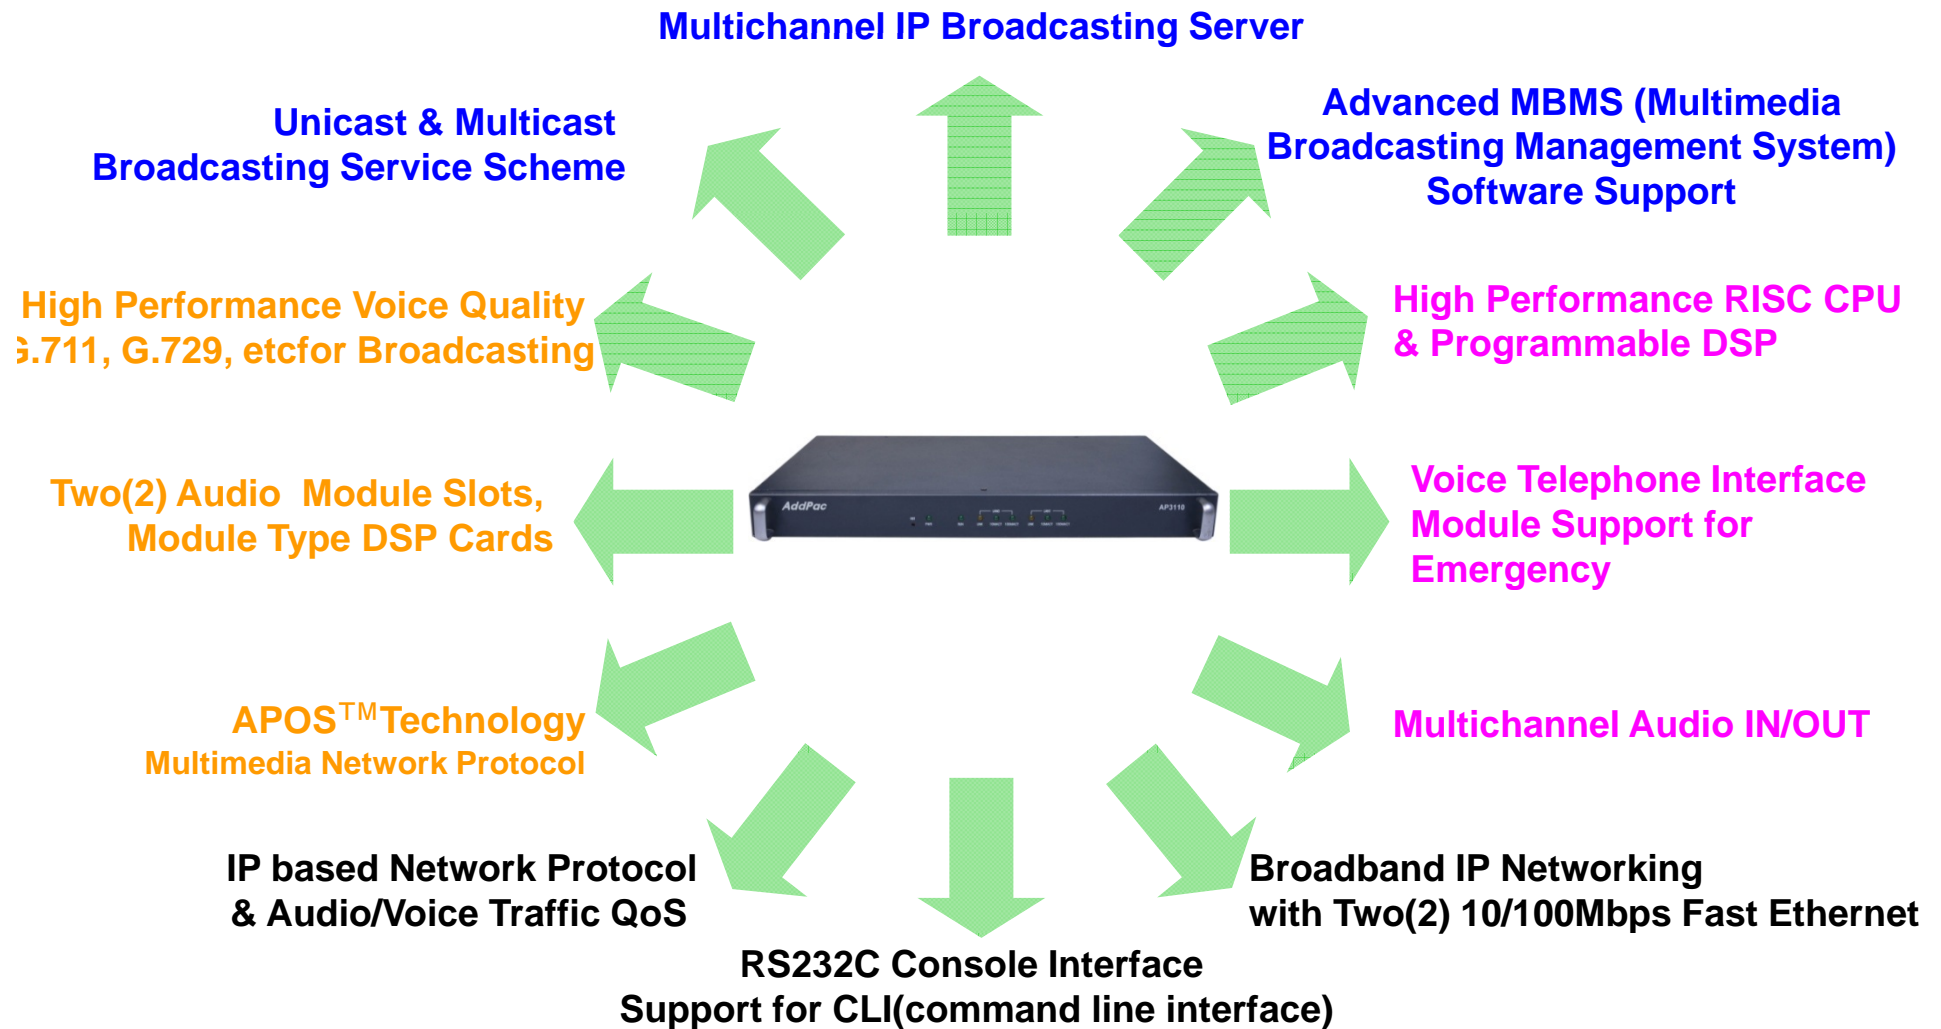 Multichannel IP Broadcasting Server
Unicast & Multicast
Broadcasting Service Scheme
Advanced MBMS (Multimedia
Broadcasting Management System)
Software Support
High Performance Voice Quality
G.711, G.729, etcfor Broadcasting
High Performance RISC CPU
& Programmable DSP
Two(2) Audio Module Slots,
Module Type DSP Cards
AddPac
AP3110
Voice Telephone Interface
Module Support for
Emergency
APOS™Technology
Multimedia Network Protocol
Multichannel Audio IN/OUT
IP based Network Protocol
& Audio/Voice Traffic QoS
Broadband IP Networking
with Two(2) 10/100Mbps Fast Ethernet
RS232C Console Interface
Support for CLI(command line interface)